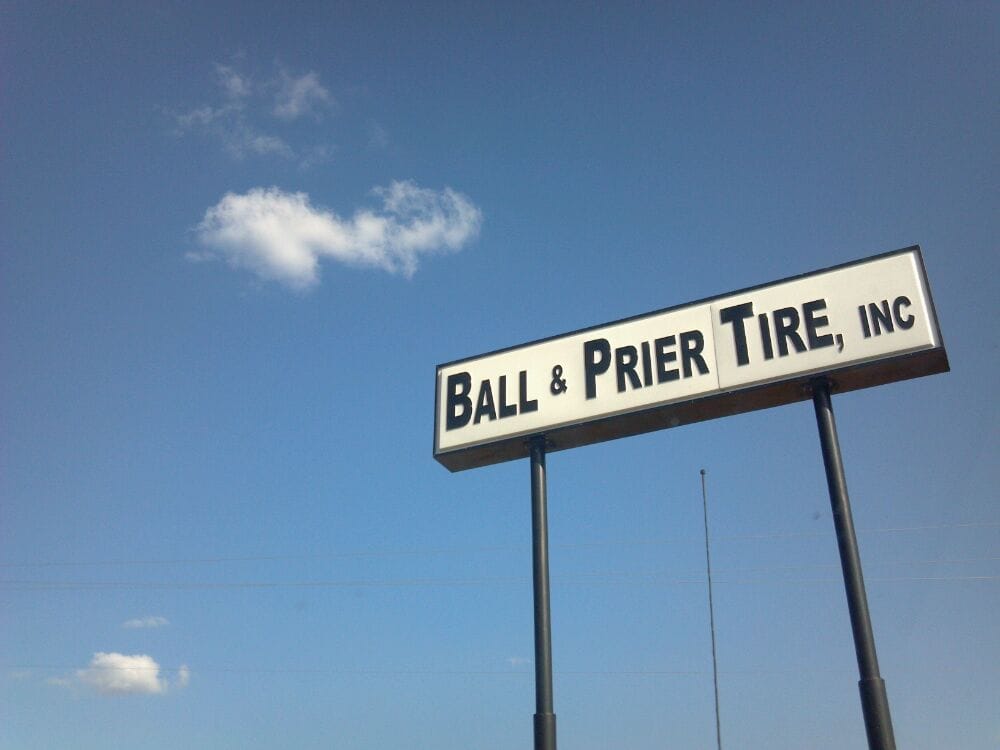 BALL & PRIER TIRE, INC